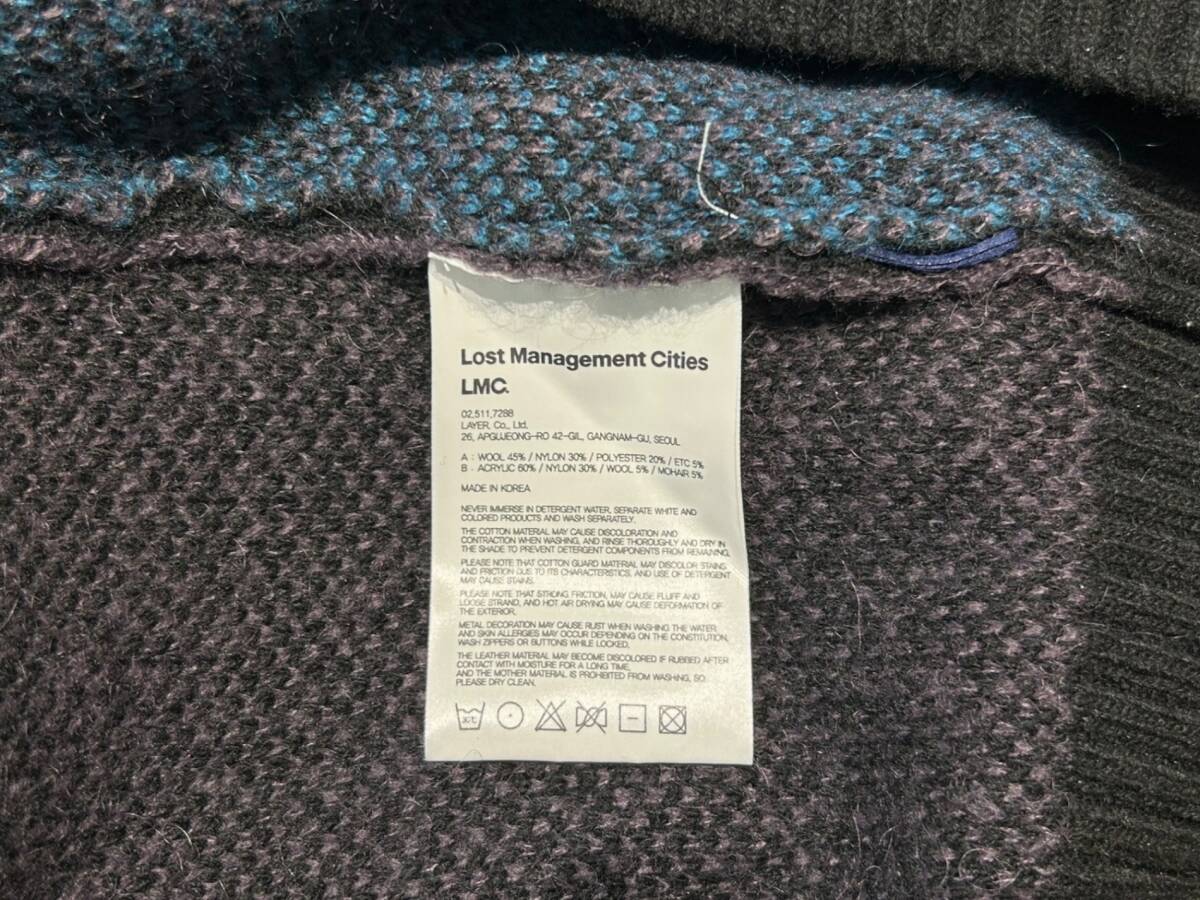 Lost Management Cities
LMC.
02.511.7288
LAYER. Co., Ltd.
26, APGUJEONG-RO 42-GIL, GANGNAM-GU, SEOUL
A : WOOL 45% / NYLON 30% / POLYESTER 20% / ETC 5%
B : ACRYLIC 60% / NYLON 30% / WOOL 5% / MOHAIR 5%
MADE IN KOREA
NEVER IMMERSE IN DETERGENT WATER, SEPARATE WHITE AND
COLORED PRODUCTS AND WASH SEPARATELY.
THE COTTON MATERIAL MAY CAUSE DISCOLORATION AND
CONTRACTION WHEN WASHING, AND RINSE THOROUGHLY AND DRY IN
THE SHADE TO PREVENT DETERGENT COMPONENTS FROM REMAINING.
PLEASE NOTE THAT COTTON GUARD MATERIAL MAY DISCOLOR STAINS
AND FRICTION DUE TO ITS CHARACTERISTICS, AND USE OF DETERGENT
MAY CAUSE STAINS.
PLEASE NOTE THAT STRONG FRICTION, MAY CAUSE FLUFF AND
LOOSE STRAND, AND HOT AIR DRYING MAY CAUSE DEFORMATION OF
THE EXTERIOR.
METAL DECORATION MAY CAUSE RUST WHEN WASHING THE WATER,
AND SKIN ALLERGIES MAY OCCUR DEPENDING ON THE CONSTITUTION,
WASH ZIPPERS OR BUTTONS WHILE LOCKED.
THE LEATHER MATERIAL MAY BECOME DISCOLORED IF RUBBED AFTER
CONTACT WITH MOISTURE FOR A LONG TIME,
AND THE MOTHER MATERIAL IS PROHIBITED FROM WASHING, SO
PLEASE DRY CLEAN.